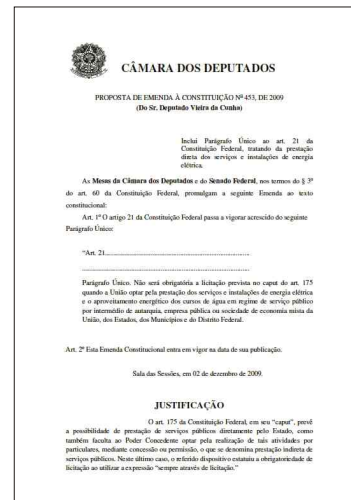 CÂMARA DOS DEPUTADOS
PROPOSTA DE EMENDA À CONSTITUIÇÃO Nº 453, DE 2009
(Do Sr. Deputado Vieira da Cunha)
Inclui Parágrafo Único ao art. 21 da
Constituição Federal, tratando da prestação
direta dos serviços e instalações de energia
elétrica.
As Mesas da Câmara dos Deputados e do Senado Federal, nos termos do § 3º
do art. 60 da Constituição Federal, promulgam a seguinte Emenda ao texto
constitucional:
Art. 1º O artigo 21 da Constituição Federal passa a vigorar acrescido do seguinte
Parágrafo Único:
“Art. 21..............................................................................
..........................................................................................
Parágrafo Único. Não será obrigatória a licitação prevista no caput do art. 175
quando a União optar pela prestação dos serviços e instalações de energia elétrica
e o aproveitamento energético dos cursos de água em regime de serviço público
por intermédio de autarquia, empresa pública ou sociedade de economia mista da
União, dos Estados, dos Municípios e do Distrito Federal.
Art. 2º Esta Emenda Constitucional entra em vigor na data de sua publicação.
Sala das Sessões, em 02 de dezembro de 2009.
JUSTIFICAÇÃO
O art. 175 da Constituição Federal, em seu “caput”, prevê
a possibilidade de prestação de serviços públicos diretamente pelo Estado, como
também faculta ao Poder Concedente optar pela realização de tais atividades por
particulares, mediante concessão ou permissão, o que se denomina prestação indireta de
serviços públicos. Neste último caso, o referido dispositivo estatuiu a obrigatoriedade de
licitação ao utilizar a expressão “sempre através de licitação.”